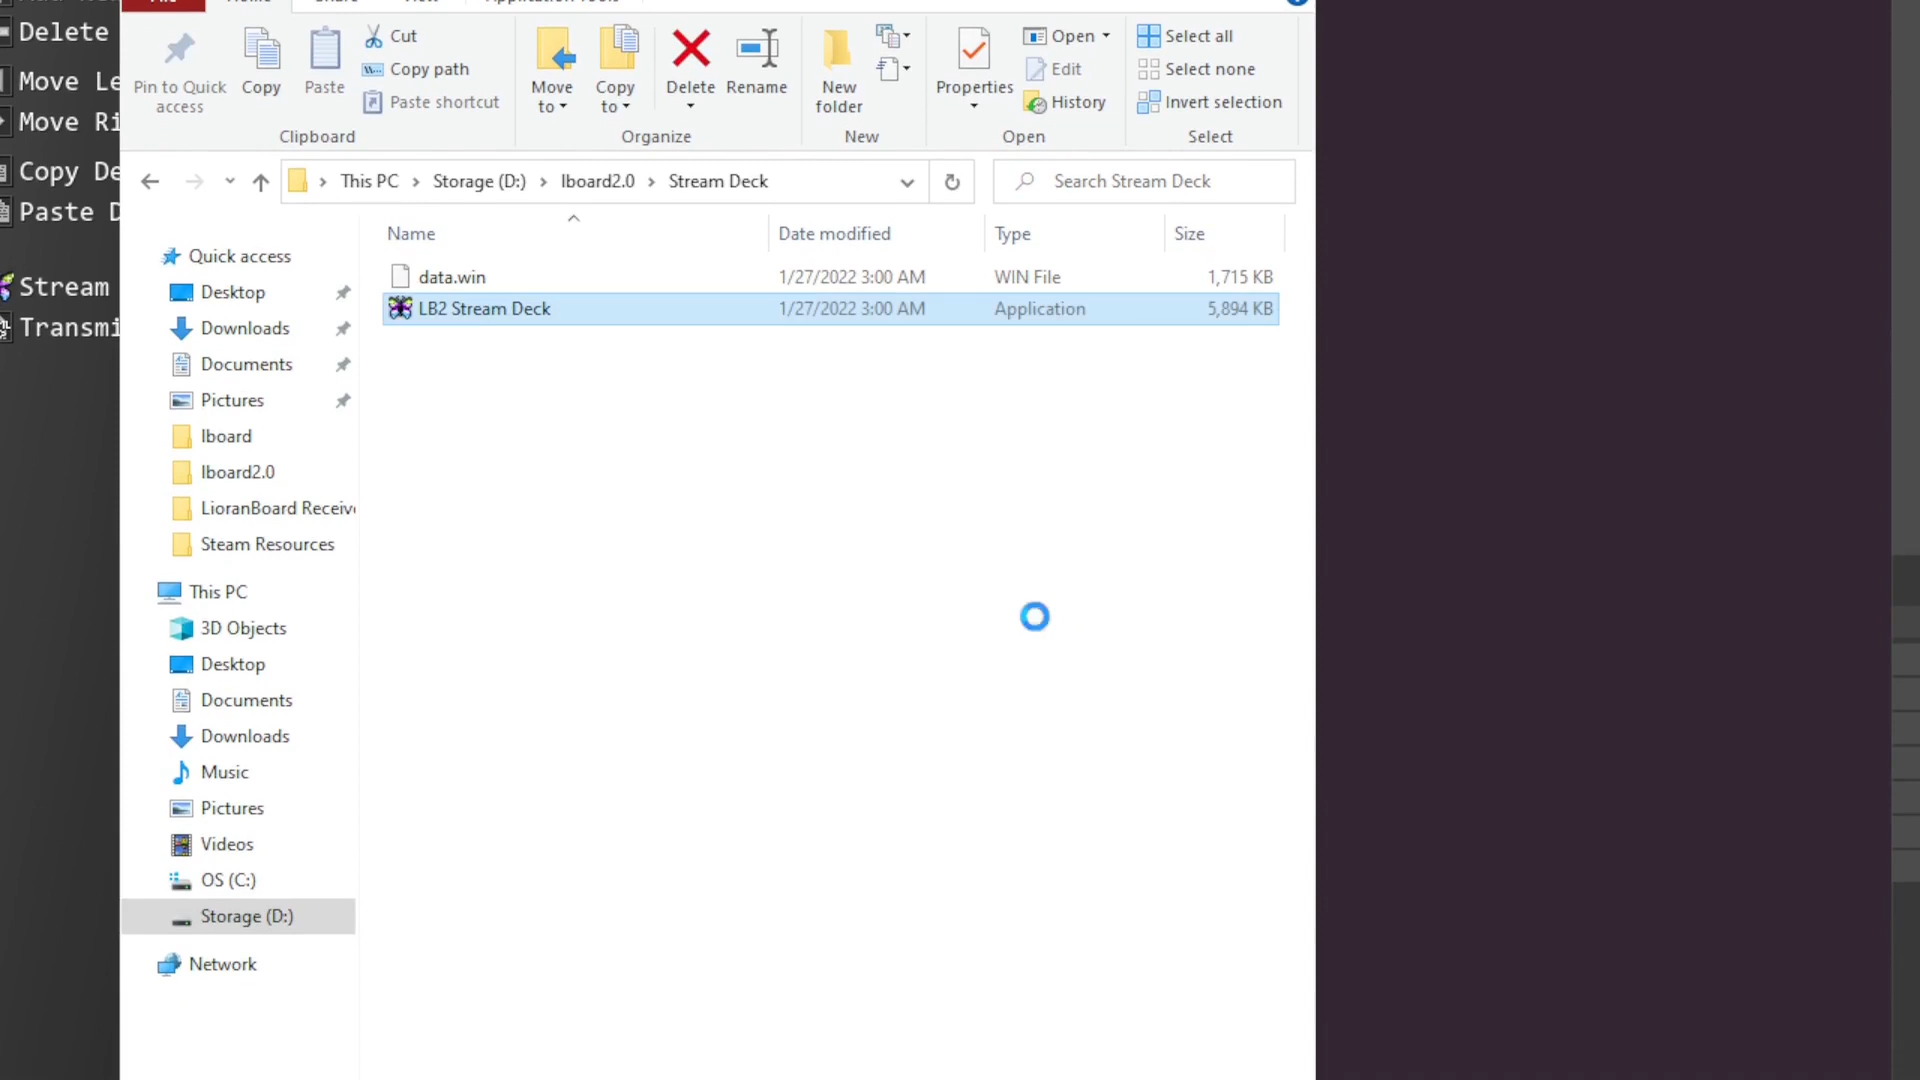 Delete
Move Le
Move Ri
Copy De
Paste D
Stream
Transmi
Pin to Quick access
Copy
Paste
Cut
Copy path
Paste shortcut
Clipboard
Move to
Copy to
Delete
Rename
Organize
New folder
New
Properties
Open
Edit
History
Open
Select all
Select none
Invert selection
Select
This PC
Storage (D:)
lboard2.0
Stream Deck
Search Stream Deck
Name
Date modified
Type
Size
data.win
1/27/2022 3:00 AM
WIN File
1,715 KB
LB2 Stream Deck
1/27/2022 3:00 AM
Application
5,894 KB
Quick access
Desktop
Downloads
Documents
Pictures
lboard
lboard2.0
LioranBoard Receiv
Steam Resources
This PC
3D Objects
Desktop
Documents
Downloads
Music
Pictures
Videos
OS (C:)
Storage (D:)
Network